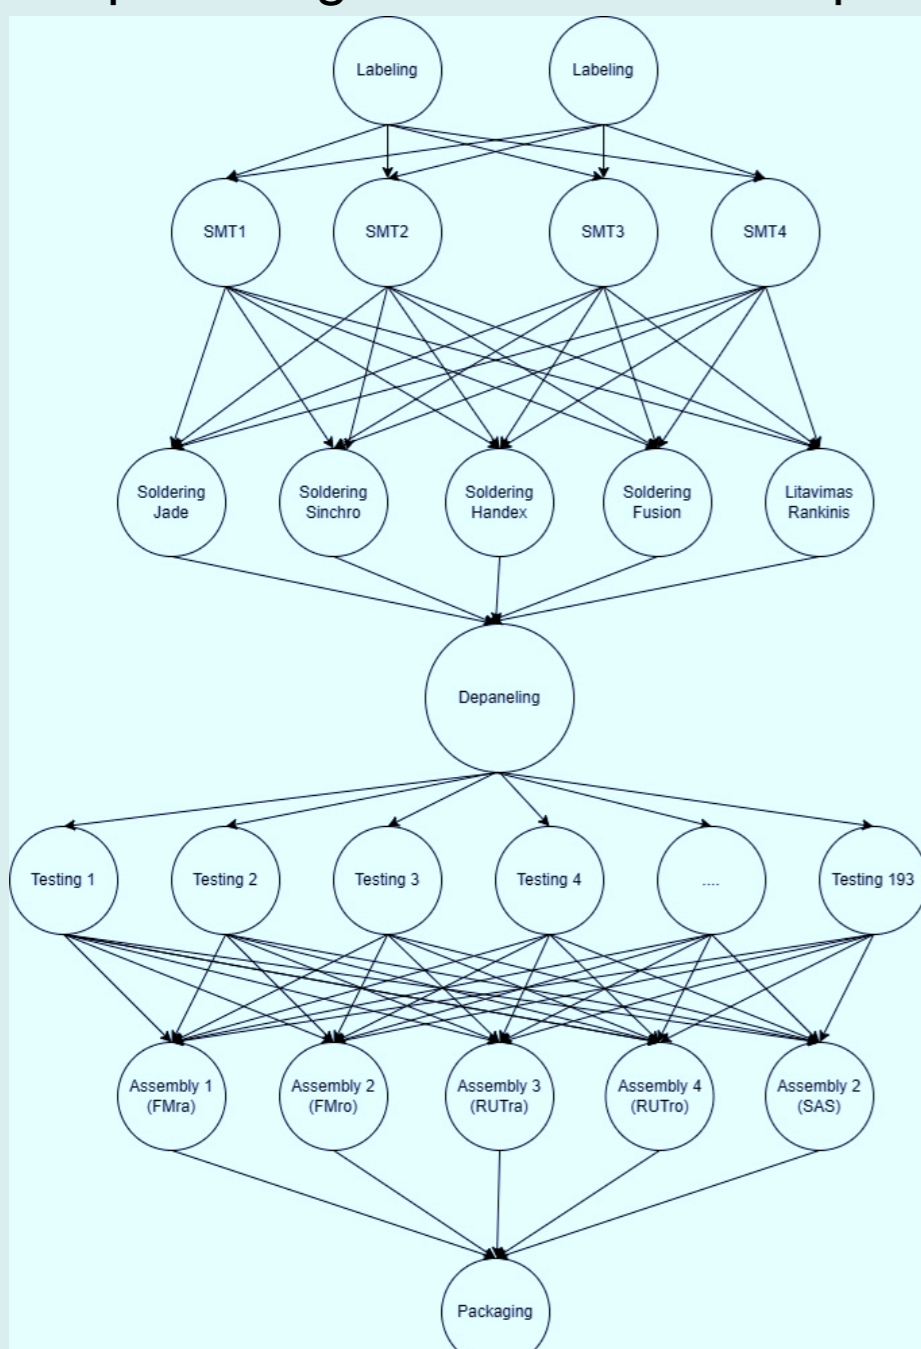 Labeling
Labeling
SMT1
SMT2
SMT3
SMT4
Soldering
Jade
Soldering
Sinchro
Soldering
Handex
Soldering
Fusion
Litavimas
Rankinis
Depaneling
Testing 1
Testing 2
Testing 3
Testing 4
....
Testing 193
Assembly 1
(FMra)
Assembly 2
(FMro)
Assembly 3
(RUTra)
Assembly 4
(RUTro)
Assembly 2
(SAS)
Packaging